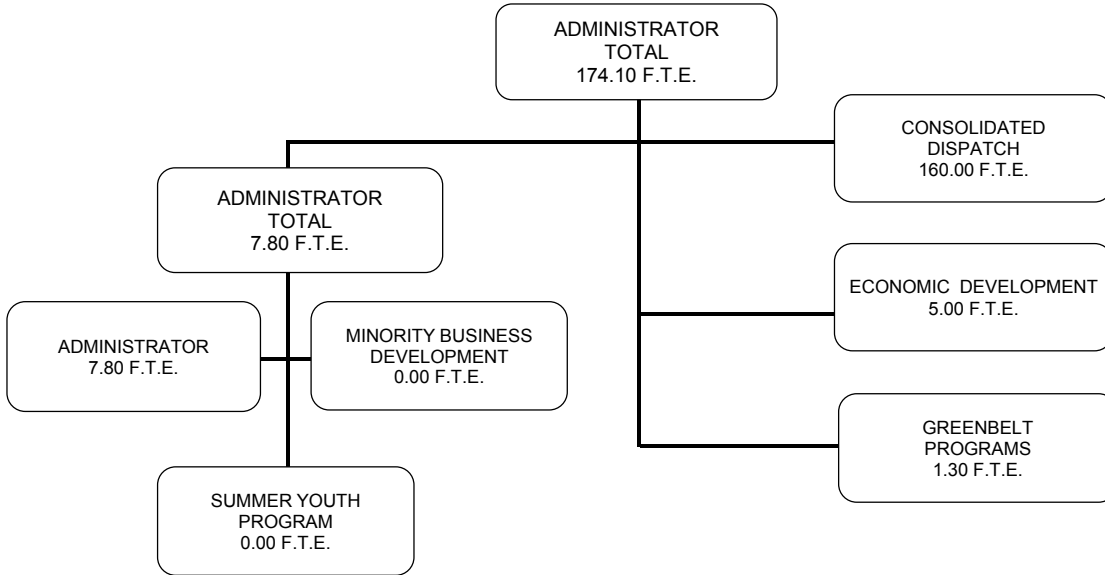 ADMINISTRATOR
TOTAL
174.10 F.T.E.
CONSOLIDATED
DISPATCH
160.00 F.T.E.
ADMINISTRATOR
TOTAL
7.80 F.T.E.
ECONOMIC DEVELOPMENT
5.00 F.T.E.
ADMINISTRATOR
7.80 F.T.E.
MINORITY BUSINESS
DEVELOPMENT
0.00 F.T.E.
GREENBELT
PROGRAMS
1.30 F.T.E.
SUMMER YOUTH
PROGRAM
0.00 F.T.E.